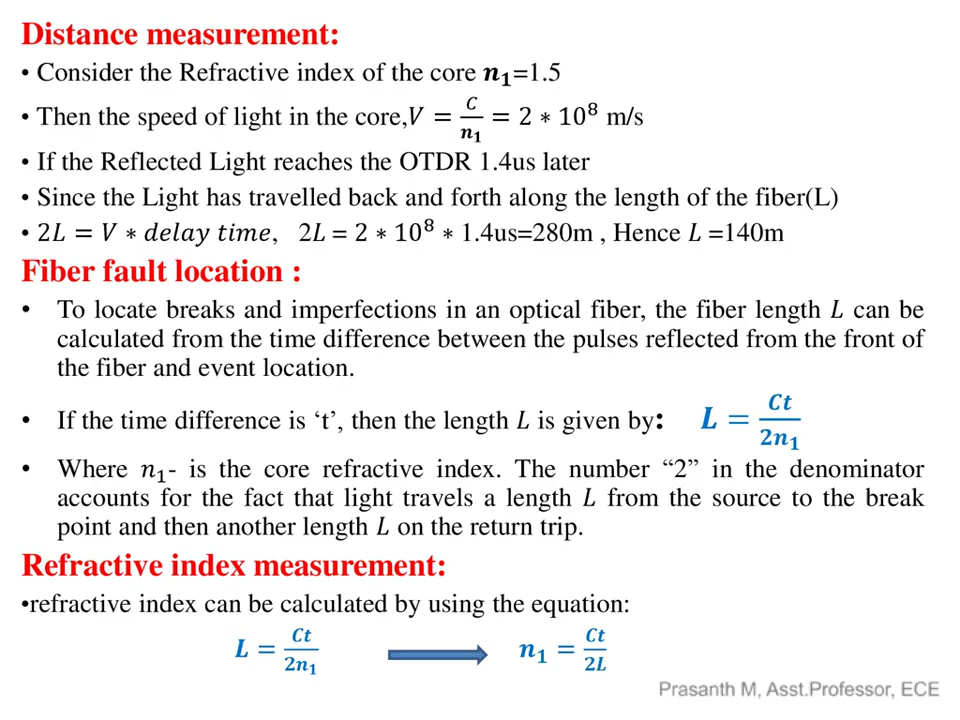 Distance measurement:
• Consider the Refractive index of the core 𝒏₁=1.5
• Then the speed of light in the core,𝑉 = 𝐶/𝒏₁ = 2 ∗ 10⁸ m/s
• If the Reflected Light reaches the OTDR 1.4us later
• Since the Light has travelled back and forth along the length of the fiber(L)
• 2𝐿 = 𝑉 ∗ 𝑑𝑒𝑙𝑎𝑦 𝑡𝑖𝑚𝑒, 2𝐿 = 2 ∗ 10⁸ ∗ 1.4us=280m , Hence 𝐿 =140m
Fiber fault location :
• To locate breaks and imperfections in an optical fiber, the fiber length 𝐿 can be
calculated from the time difference between the pulses reflected from the front of
the fiber and event location.
• If the time difference is ‘t’, then the length 𝐿 is given by: 𝑳 = 𝑪𝒕/𝟐𝒏₁
• Where 𝑛₁- is the core refractive index. The number “2” in the denominator
accounts for the fact that light travels a length 𝐿 from the source to the break
point and then another length 𝐿 on the return trip.
Refractive index measurement:
•refractive index can be calculated by using the equation:
𝑳 = 𝑪𝒕/𝟐𝒏₁ 𝒏₁ = 𝑪𝒕/𝟐𝑳
Prasanth M, Asst.Professor, ECE